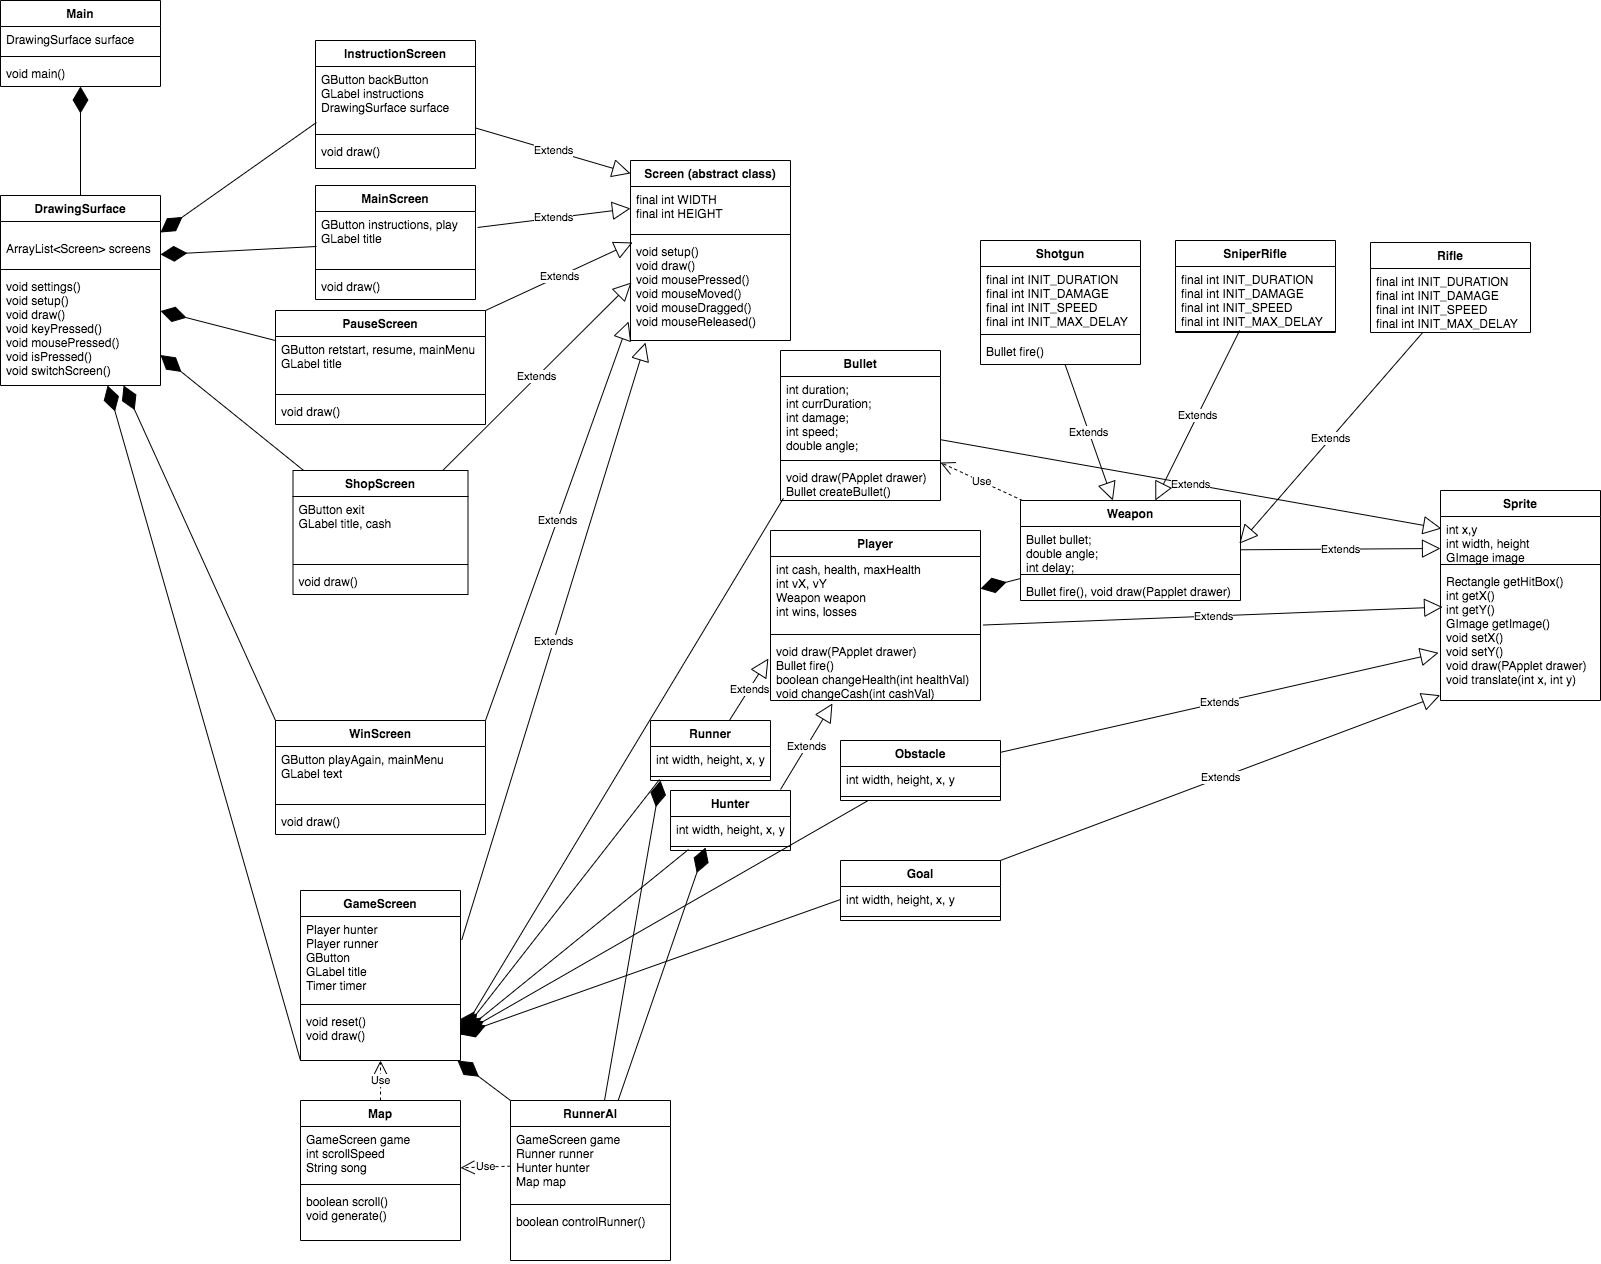 Main
DrawingSurface surface
void main()
InstructionScreen
GButton backButton
GLabel instructions
DrawingSurface surface
void draw()
DrawingSurface
ArrayList<Screen> screens
void settings()
void setup()
void draw()
void keyPressed()
void mousePressed()
void isPressed()
void switchScreen()
MainScreen
GButton instructions, play
GLabel title
void draw()
PauseScreen
GButton retstart, resume, mainMenu
GLabel title
void draw()
ShopScreen
GButton exit
GLabel title, cash
void draw()
WinScreen
GButton playAgain, mainMenu
GLabel text
void draw()
GameScreen
Player hunter
Player runner
GButton
GLabel title
Timer timer
void reset()
void draw()
Use
Map
GameScreen game
int scrollSpeed
String song
boolean scroll()
void generate()
Use
RunnerAI
GameScreen game
Runner runner
Hunter hunter
Map map
boolean controlRunner()
Extends
Extends
Extends
Extends
Extends
Extends
Screen (abstract class)
final int WIDTH
final int HEIGHT
void setup()
void draw()
void mousePressed()
void mouseMoved()
void mouseDragged()
void mouseReleased()
Bullet
int duration;
int currDuration;
int damage;
int speed;
double angle;
void draw(PApplet drawer)
Bullet createBullet()
Use
Player
int cash, health, maxHealth
int vX, vY
Weapon weapon
int wins, losses
void draw(PApplet drawer)
Bullet fire()
boolean changeHealth(int healthVal)
void changeCash(int cashVal)
Extends
Runner
int width, height, x, y
Extends
Hunter
int width, height, x, y
Obstacle
int width, height, x, y
Goal
int width, height, x, y
Shotgun
final int INIT_DURATION
final int INIT_DAMAGE
final int INIT_SPEED
final int INIT_MAX_DELAY
Bullet fire()
SniperRifle
final int INIT_DURATION
final int INIT_DAMAGE
final int INIT_SPEED
final int INIT_MAX_DELAY
Rifle
final int INIT_DURATION
final int INIT_DAMAGE
final int INIT_SPEED
final int INIT_MAX_DELAY
Extends
Extends
Extends
Extends
Weapon
Bullet bullet;
double angle;
int delay;
Bullet fire(), void draw(Papplet drawer)
Extends
Extends
Extends
Extends
Sprite
int x,y
int width, height
GImage image
Rectangle getHitBox()
int getX()
int getY()
GImage getImage()
void setX()
void setY()
void draw(PApplet drawer)
void translate(int x, int y)